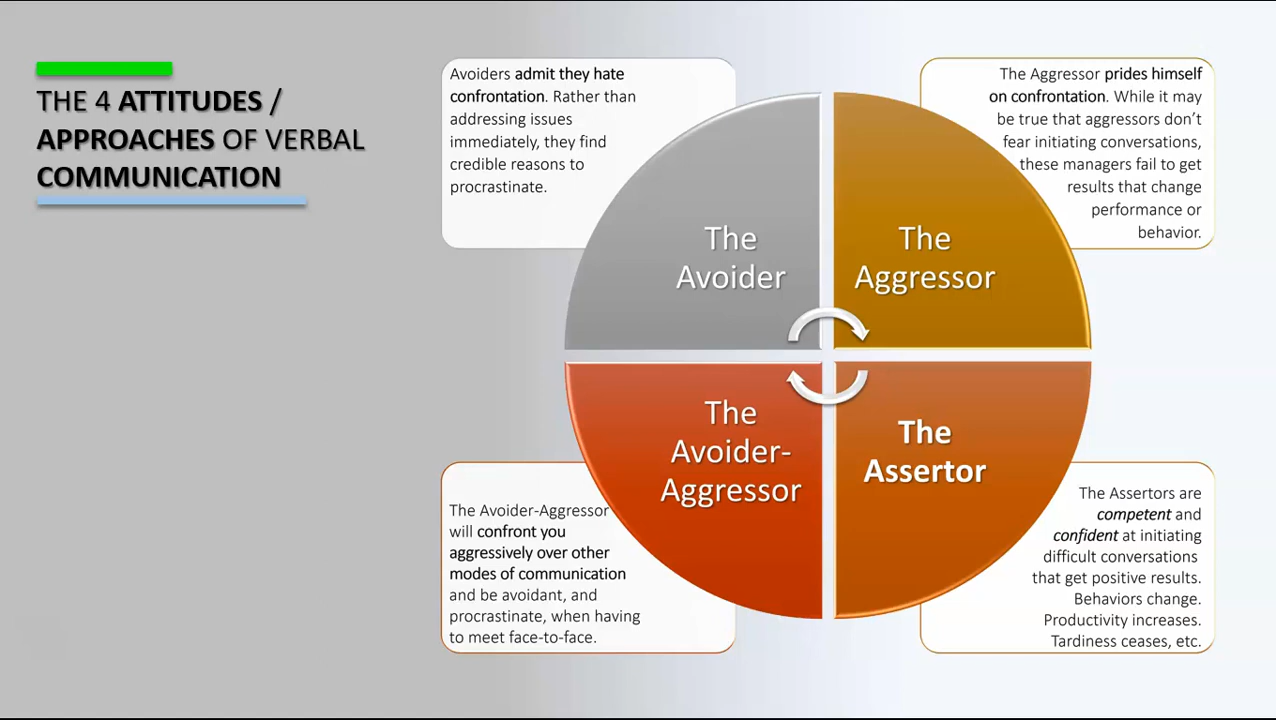 THE 4 ATTITUDES /
APPROACHES OF VERBAL
COMMUNICATION
Avoiders admit they hate
confrontation. Rather than
addressing issues
immediately, they find
credible reasons to
procrastinate.
The Aggressor prides himself
on confrontation. While it may
be true that aggressors don’t
fear initiating conversations,
these managers fail to get
results that change
performance or
behavior.
The
Avoider
The
Aggressor
The
Avoider-
Aggressor
The
Assertor
The Avoider-Aggressor
will confront you
aggressively over other
modes of communication
and be avoidant, and
procrastinate, when having
to meet face-to-face.
The Assertors are
competent and
confident at initiating
difficult conversations
that get positive results.
Behaviors change.
Productivity increases.
Tardiness ceases, etc.